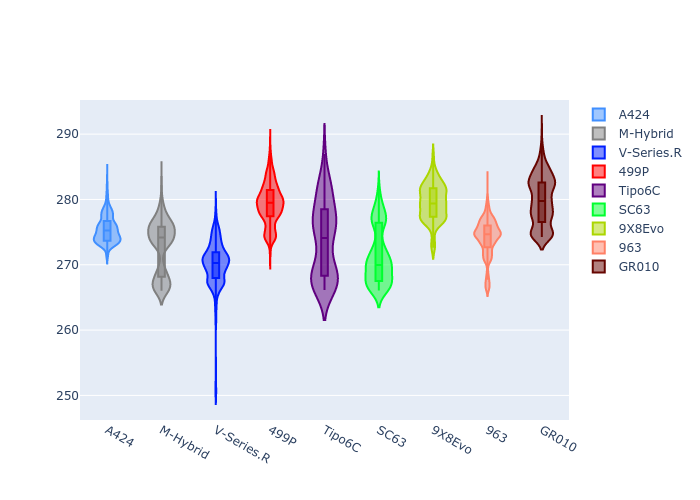 290
280
270
260
250
A424
M-Hybrid
V-Series.R
499P
Tipo6C
SC63
9X8Evo
963
GR010
A424
M-Hybrid
V-Series.R
499P
Tipo6C
SC63
9X8Evo
963
GR010